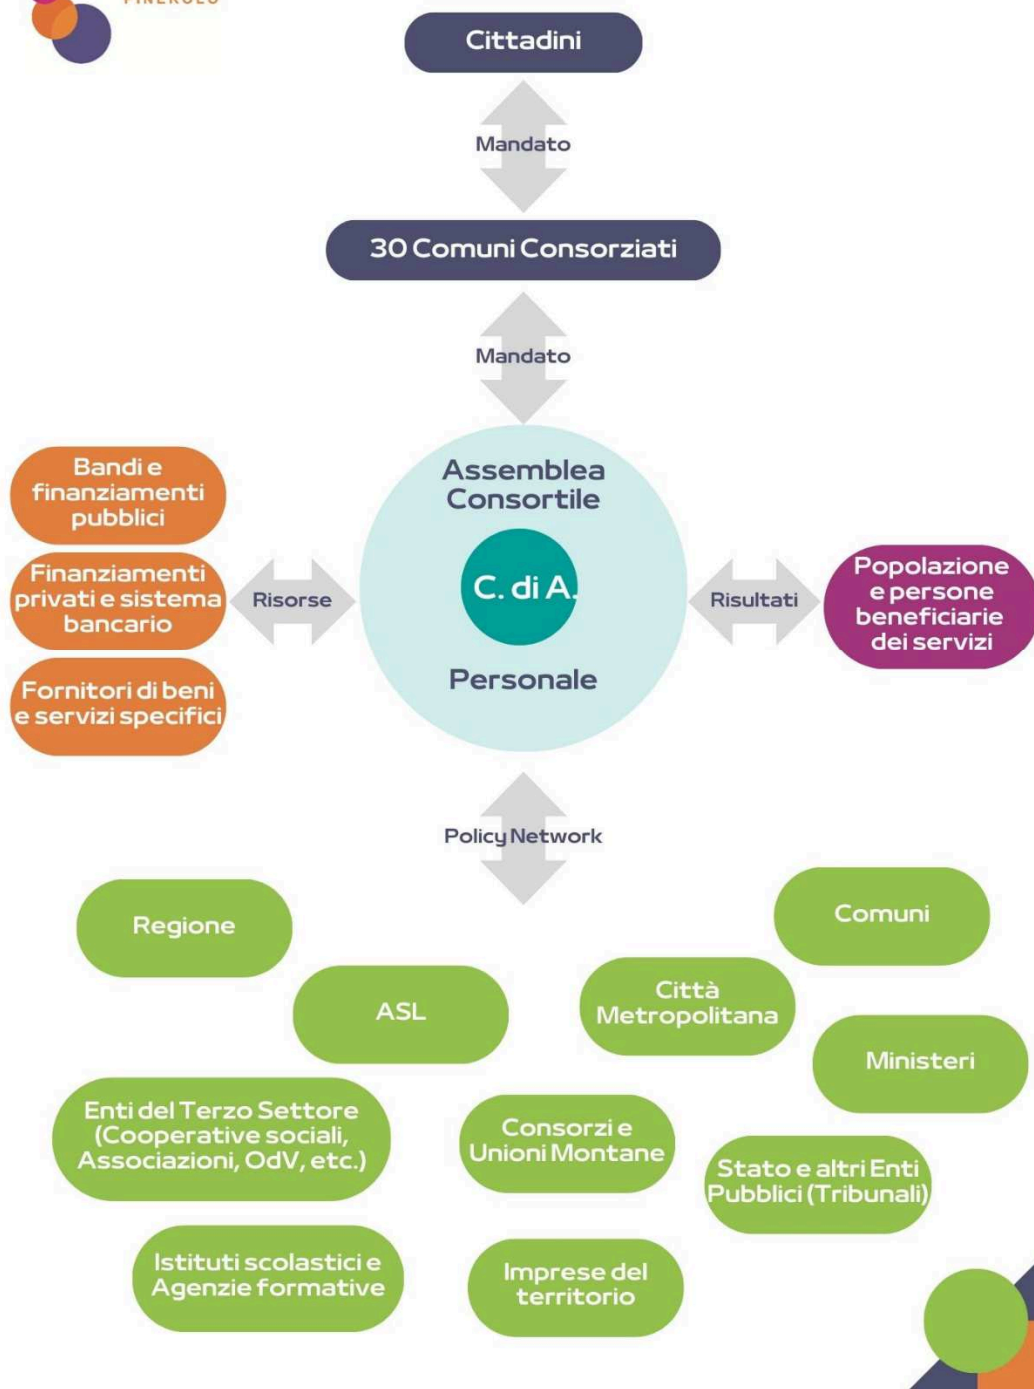 Cittadini
Mandato
30 Comuni Consorziati
Mandato
Assemblea
Consortile
C. di A.
Personale
Bandi e
finanziamenti
pubblici
Finanziamenti
privati e sistema
bancario
Fornitori di beni
e servizi specifici
Risorse
Risultati
Popolazione
e persone
beneficiarie
dei servizi
Policy Network
Regione
Comuni
ASL
Città
Metropolitana
Ministeri
Enti del Terzo Settore
(Cooperative sociali,
Associazioni, OdV, etc.)
Consorzi e
Unioni Montane
Stato e altri Enti
Pubblici (Tribunali)
Istituti scolastici e
Agenzie formative
Imprese del
territorio